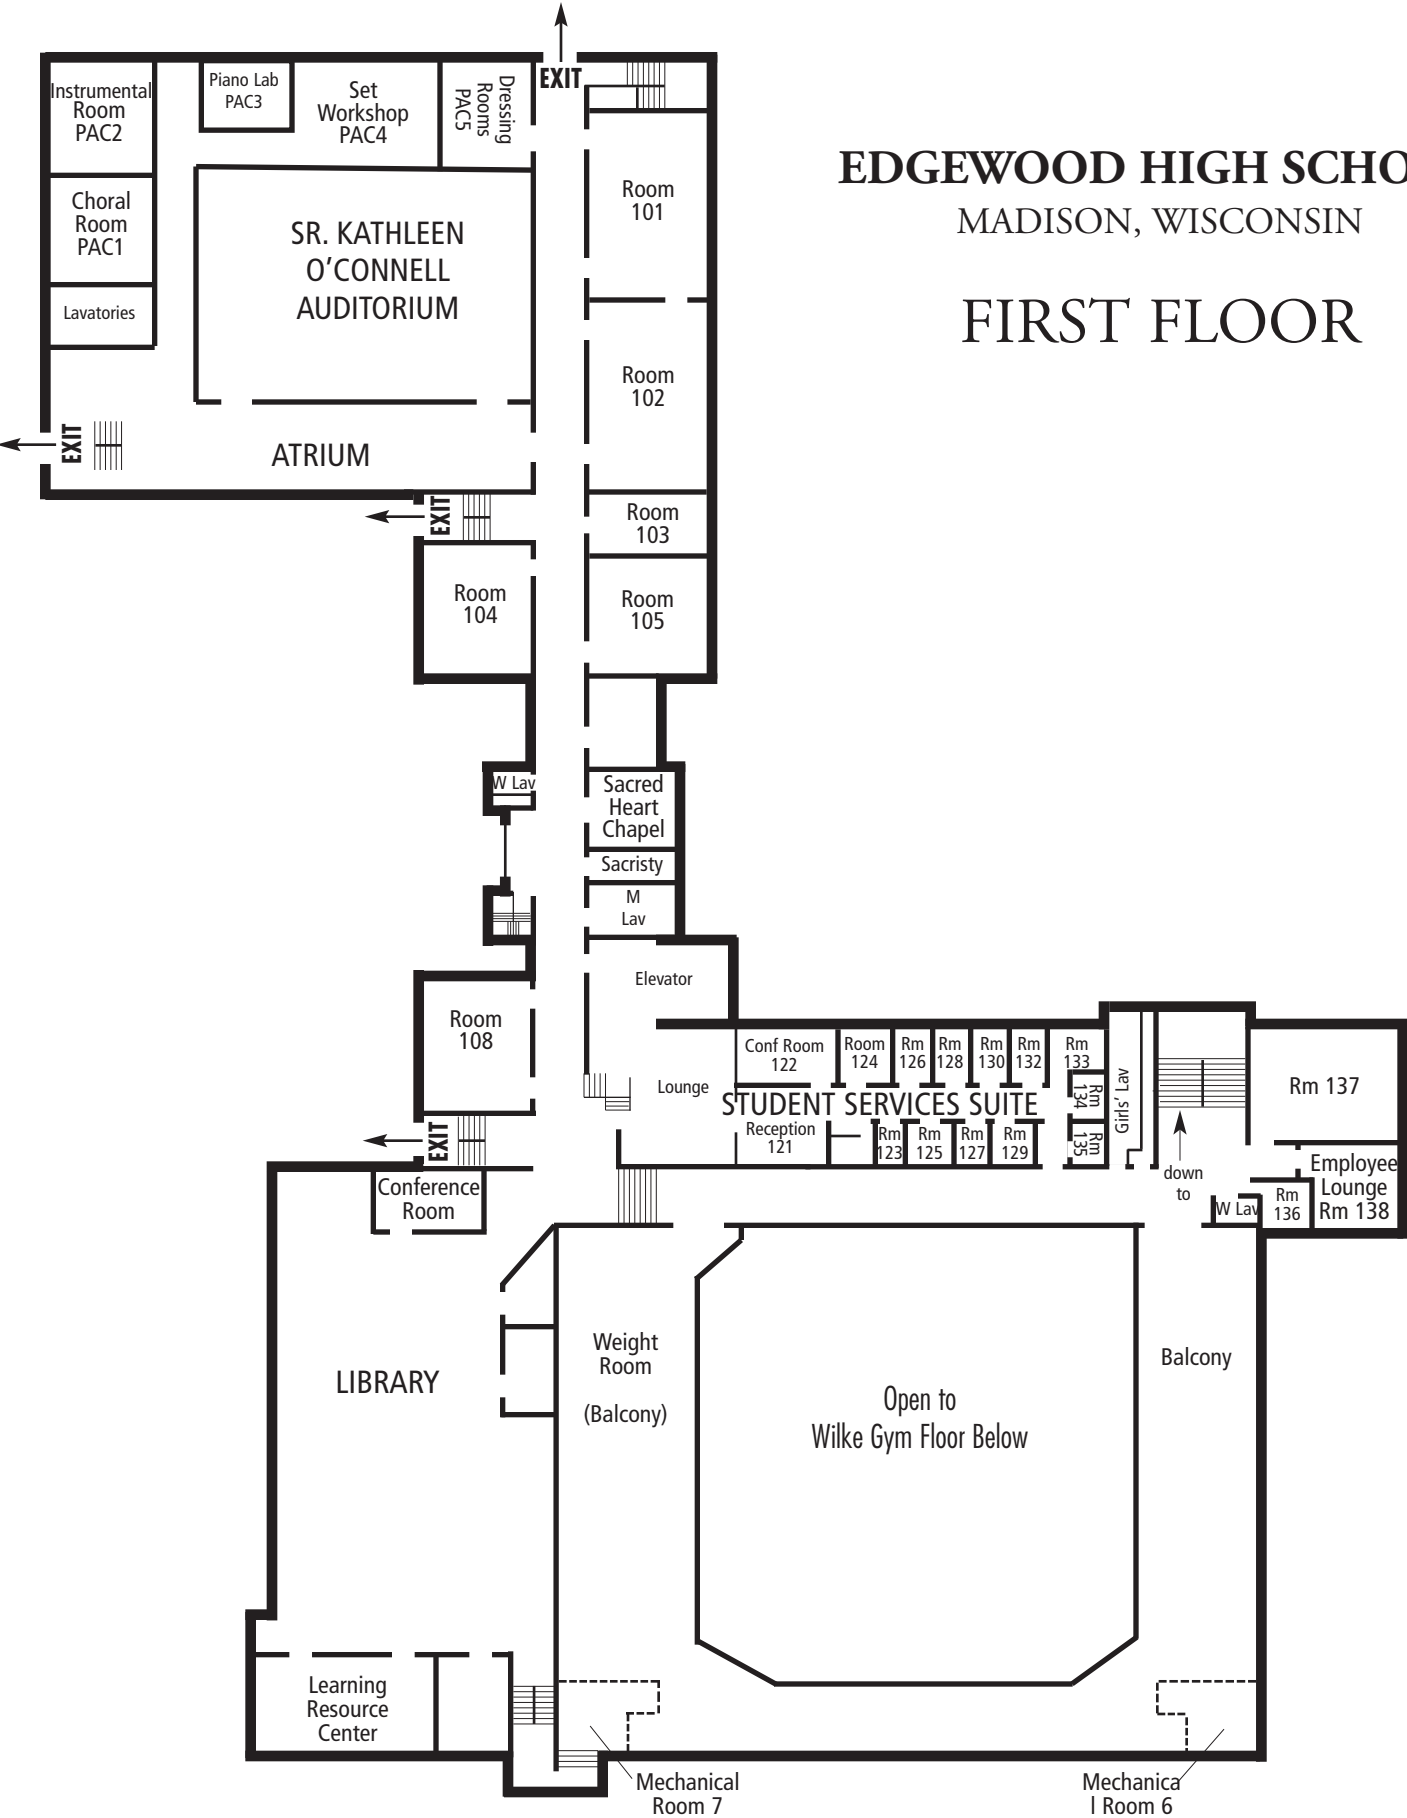 EXIT
Instrumental
Room
PAC2
Piano Lab
PAC3
Set
Workshop
PAC4
Dressing
Rooms
PAC5
EDGEWOOD HIGH SCHO
MADISON, WISCONSIN
FIRST FLOOR
Choral
Room
PAC1
Lavatories
SR. KATHLEEN
O’CONNELL
AUDITORIUM
Room
101
Room
102
EXIT
ATRIUM
EXIT
Room
103
Room
104
Room
105
W Lav
Sacred
Heart
Chapel
Sacristy
M
Lav
Elevator
Room
108
Lounge
Conf Room
122
Room
124
Rm
126
Rm
128
Rm
130
Rm
132
Rm
133
Rm
134
STUDENT SERVICES SUITE
Reception
121
Rm
123
Rm
125
Rm
127
Rm
129
Rm
135
Girls’ Lav
Rm 137
down
to
EXIT
Employee
Lounge
Rm 138
W Lav
Rm
136
Conference
Room
LIBRARY
Weight
Room
(Balcony)
Open to
Wilke Gym Floor Below
Balcony
Learning
Resource
Center
Mechanical
Room 7
Mechanica
l Room 6